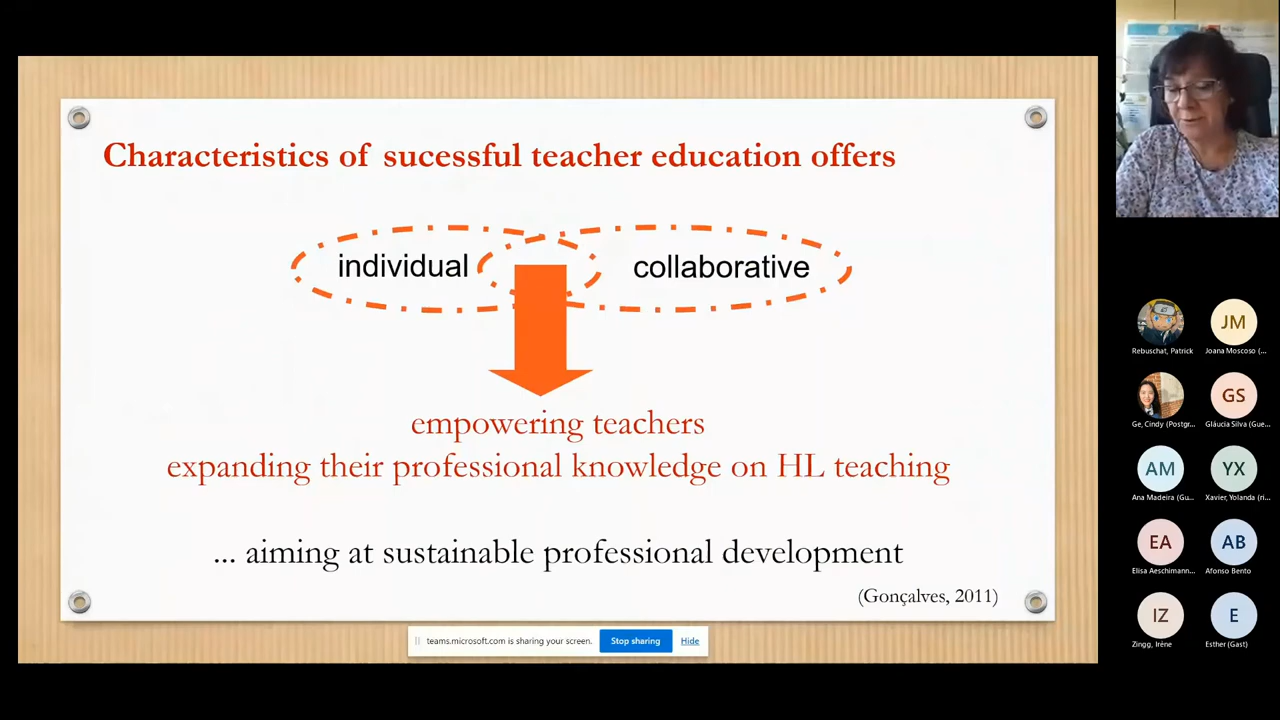 Characteristics of sucessful teacher education offers
individual
collaborative
empowering teachers
expanding their professional knowledge on HL teaching
... aiming at sustainable professional development
(Gonçalves, 2011)
teams.microsoft.com is sharing your screen.
Stop sharing
Hide
Rebuschat, Patrick
JM
Joana Moscoso (...
Ge, Cindy (Postgr...
GS
Gláucia Silva (Gue...
AM
Ana Madeira (Gu...
YX
Xavier, Yolanda (ri...
EA
Elisa Aeschimann...
AB
Afonso Bento
IZ
Zingg, Irène
E
Esther (Gast)